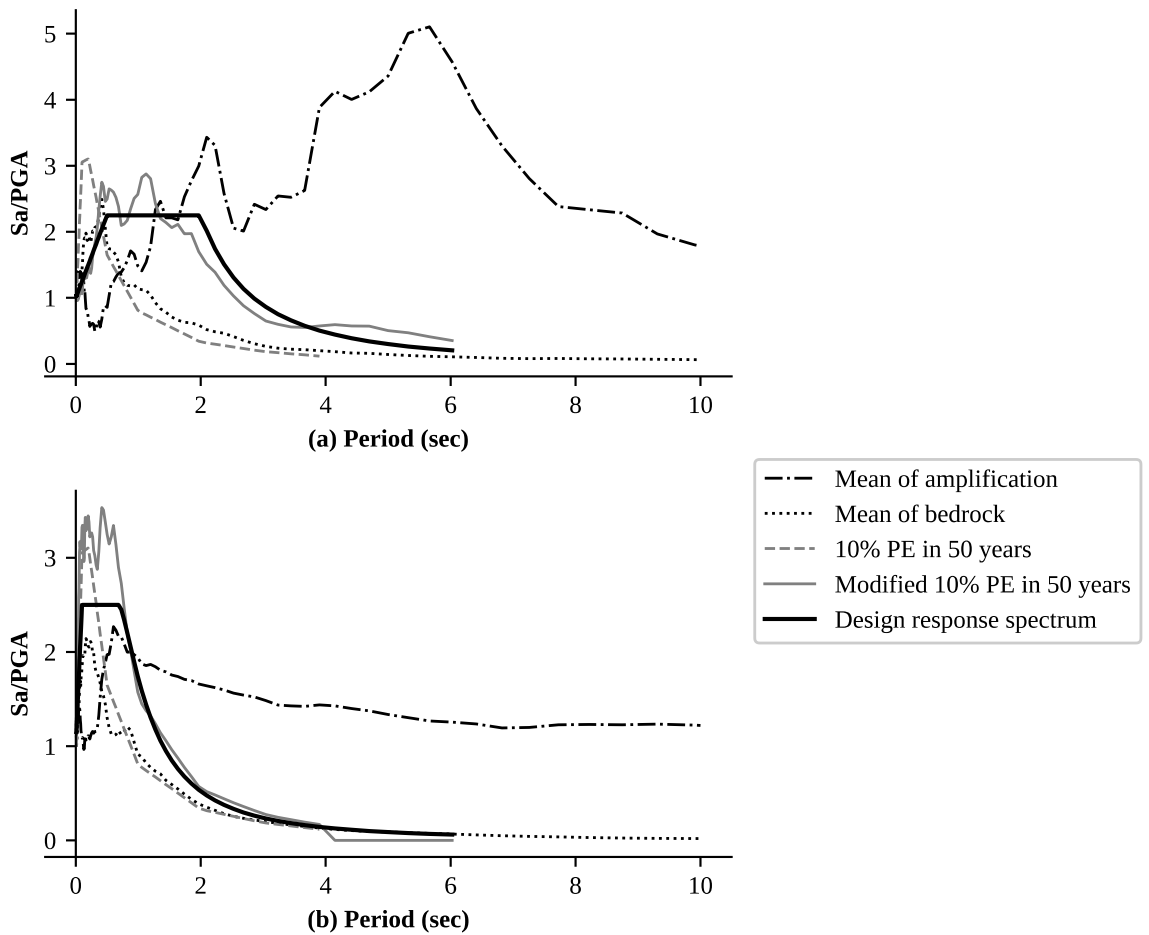 5
4
3
2
1
0
Sa/PGA
0 2 4 6 8 10
(a) Period (sec)
3
2
1
0
Sa/PGA
0 2 4 6 8 10
(b) Period (sec)
Mean of amplification
Mean of bedrock
10% PE in 50 years
Modified 10% PE in 50 years
Design response spectrum